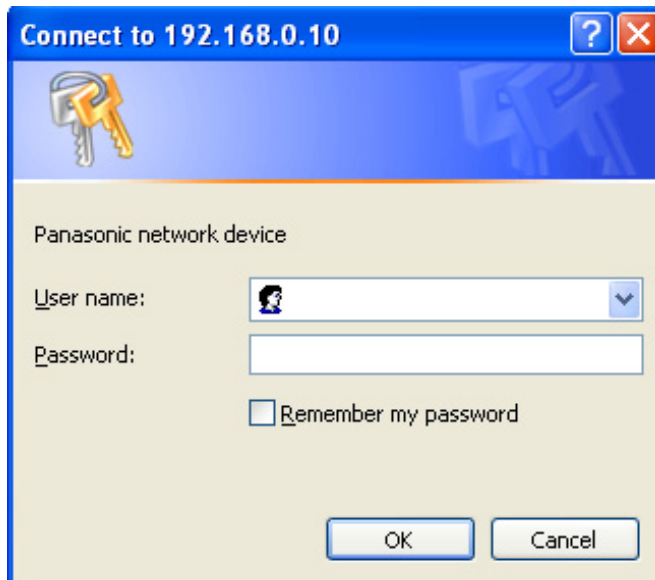 Connect to 192.168.0.10
?
Panasonic network device
User name:
Password:
Remember my password
OK
Cancel